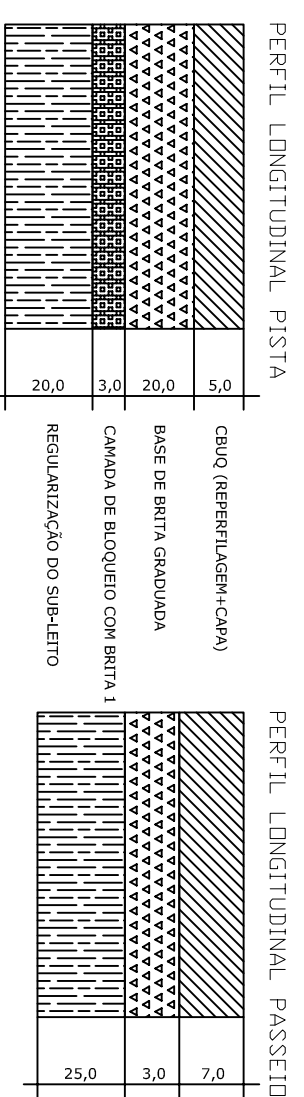 PERFIL LONGITUDINAL PISTA
5,0
CBUQ (REPERFILAGEM+CAPA)
20,0
BASE DE BRITA GRADUADA
3,0
CAMADA DE BLOQUEIO COM BRITA 1
20,0
REGULARIZAÇÃO DO SUB-LEITO
PERFIL LONGITUDINAL PASSEIO
7,0
3,0
25,0